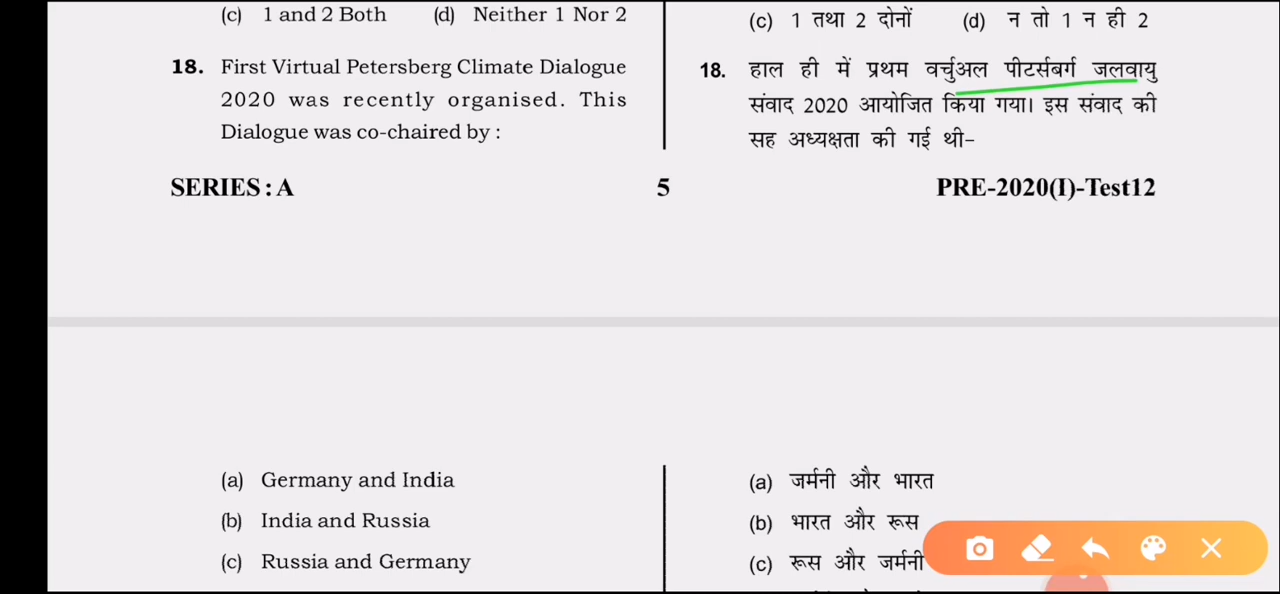 (c) 1 and 2 Both (d) Neither 1 Nor 2
18. First Virtual Petersberg Climate Dialogue
2020 was recently organised. This
Dialogue was co-chaired by :
(c) 1 तथा 2 दोनों (d) न तो 1 न ही 2
18. हाल ही में प्रथम वर्चुअल पीटर्सबर्ग जलवायु
संवाद 2020 आयोजित किया गया। इस संवाद की
सह अध्यक्षता की गई थी–
SERIES : A 5 PRE-2020(I)-Test12
(a) Germany and India
(b) India and Russia
(c) Russia and Germany
(a) जर्मनी और भारत
(b) भारत और रूस
(c) रूस और जर्मनी